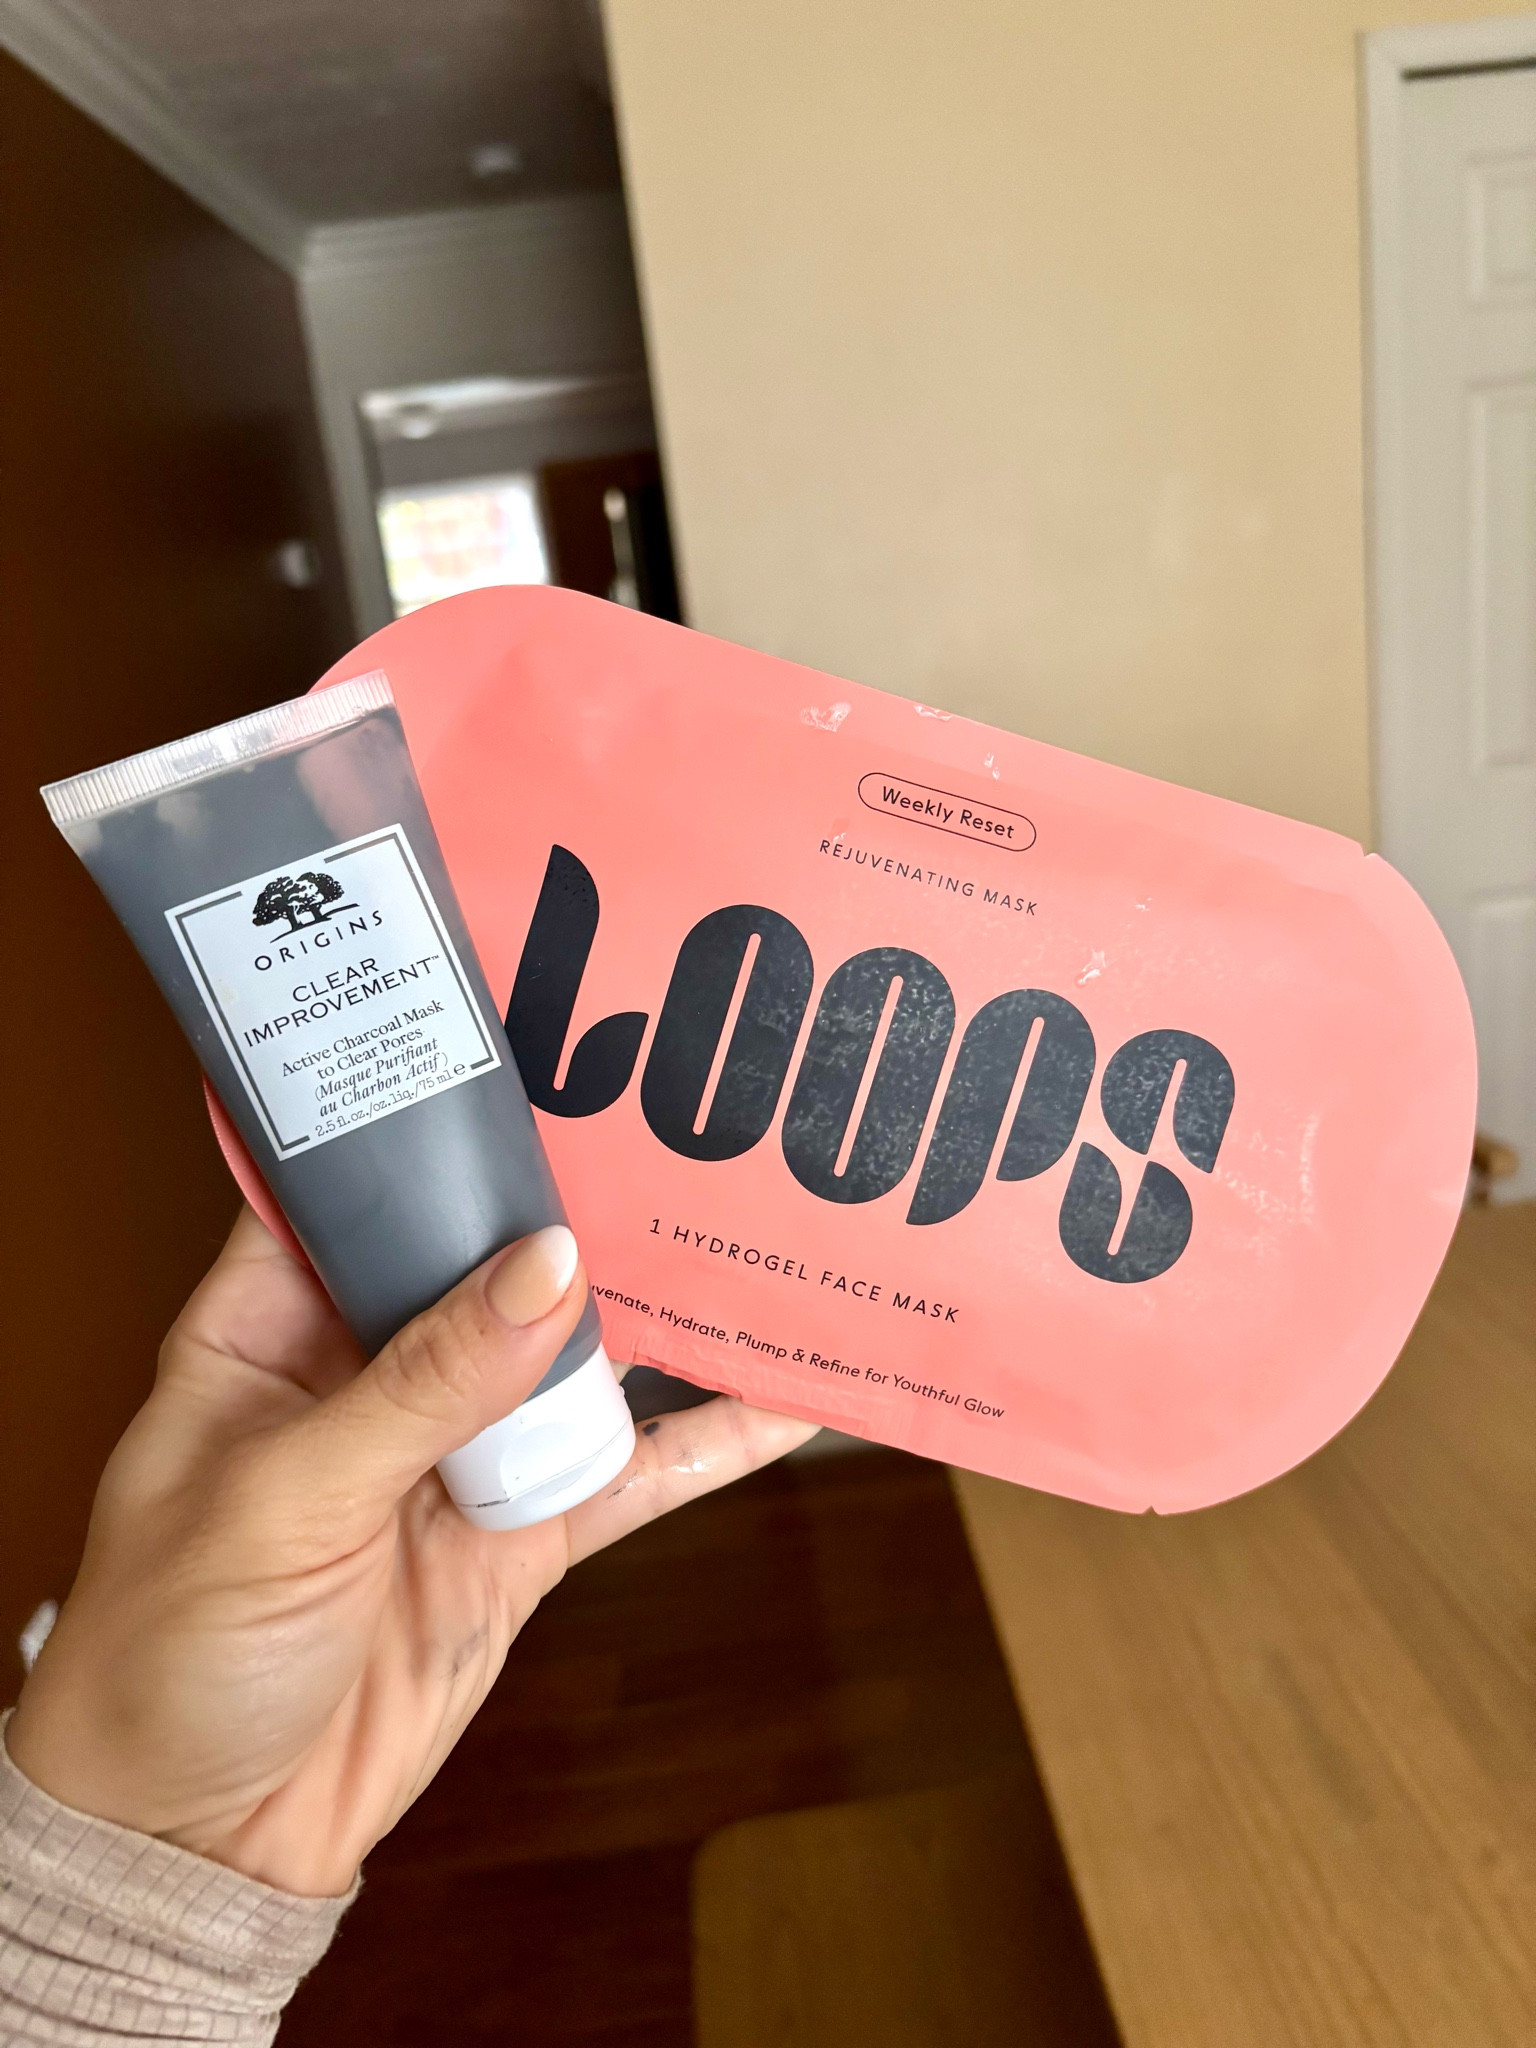 ORIGINS
CLEAR
IMPROVEMENT™
Active Charcoal Mask
to Clear Pores
(Masque Purifiant
au Charbon Actif)
2.5 fl.oz./oz.liq./75 ml e
Weekly Reset
REJUVENATING MASK
LOOPS
1 HYDROGEL FACE MASK
Hydrate, Plump & Refine for Youthful Glow